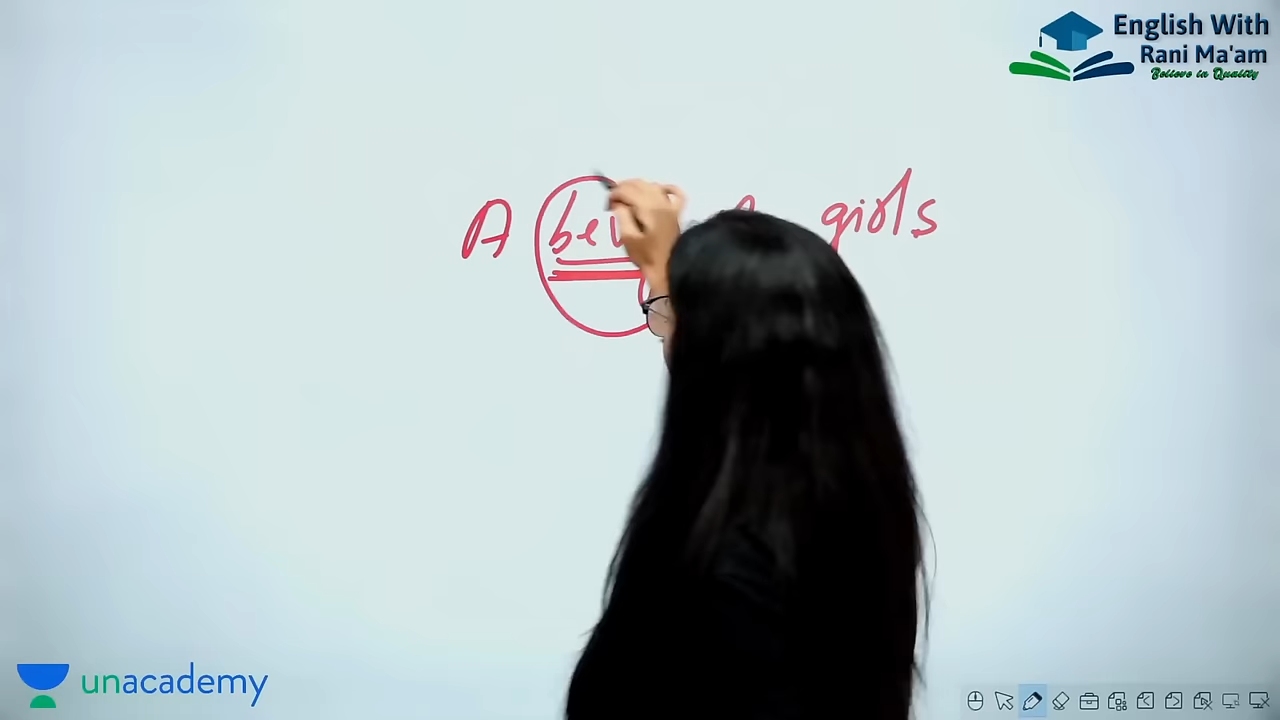 English With
Rani Ma'am
Believe in Quality
A girls
unacademy